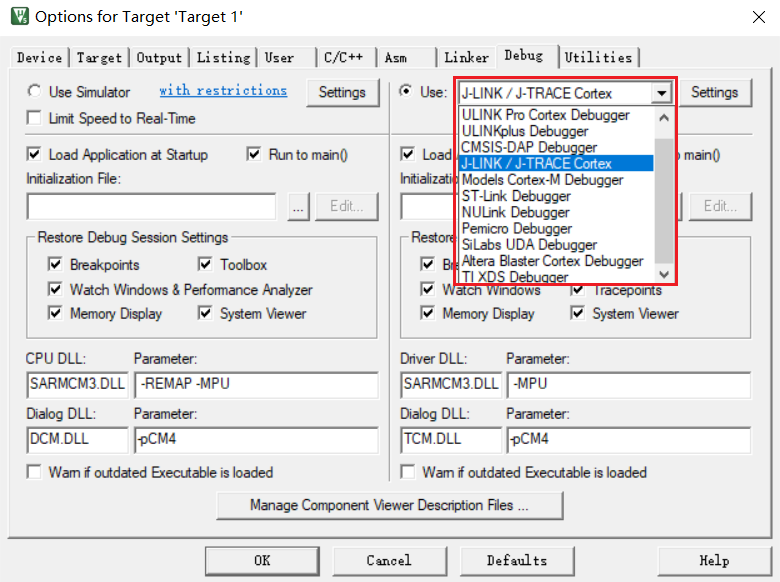 Options for Target 'Target 1'
Device Target Output Listing User C/C++ Asm Linker Debug Utilities
Use Simulator with restrictions Settings
Limit Speed to Real-Time
Load Application at Startup Run to main()
Initialization File:
... Edit...
Restore Debug Session Settings
Breakpoints Toolbox
Watch Windows & Performance Analyzer
Memory Display System Viewer
CPU DLL: Parameter:
SARMCM3.DLL -REMAP -MPU
Dialog DLL: Parameter:
DCM.DLL -pCM4
Warn if outdated Executable is loaded
Use: J-LINK / J-TRACE Cortex Settings
ULINK Pro Cortex Debugger
ULINKplus Debugger
CMSIS-DAP Debugger
J-LINK / J-TRACE Cortex
Models Cortex-M Debugger
ST-Link Debugger
NULink Debugger
Pemicro Debugger
SiLabs UDA Debugger
Altera Blaster Cortex Debugger
TI XDS Debugger
main()
Edit...
Restore
Watch Windows Tracepoints
Memory Display System Viewer
Driver DLL: Parameter:
SARMCM3.DLL -MPU
Dialog DLL: Parameter:
TCM.DLL -pCM4
Warn if outdated Executable is loaded
Manage Component Viewer Description Files ...
OK Cancel Defaults Help